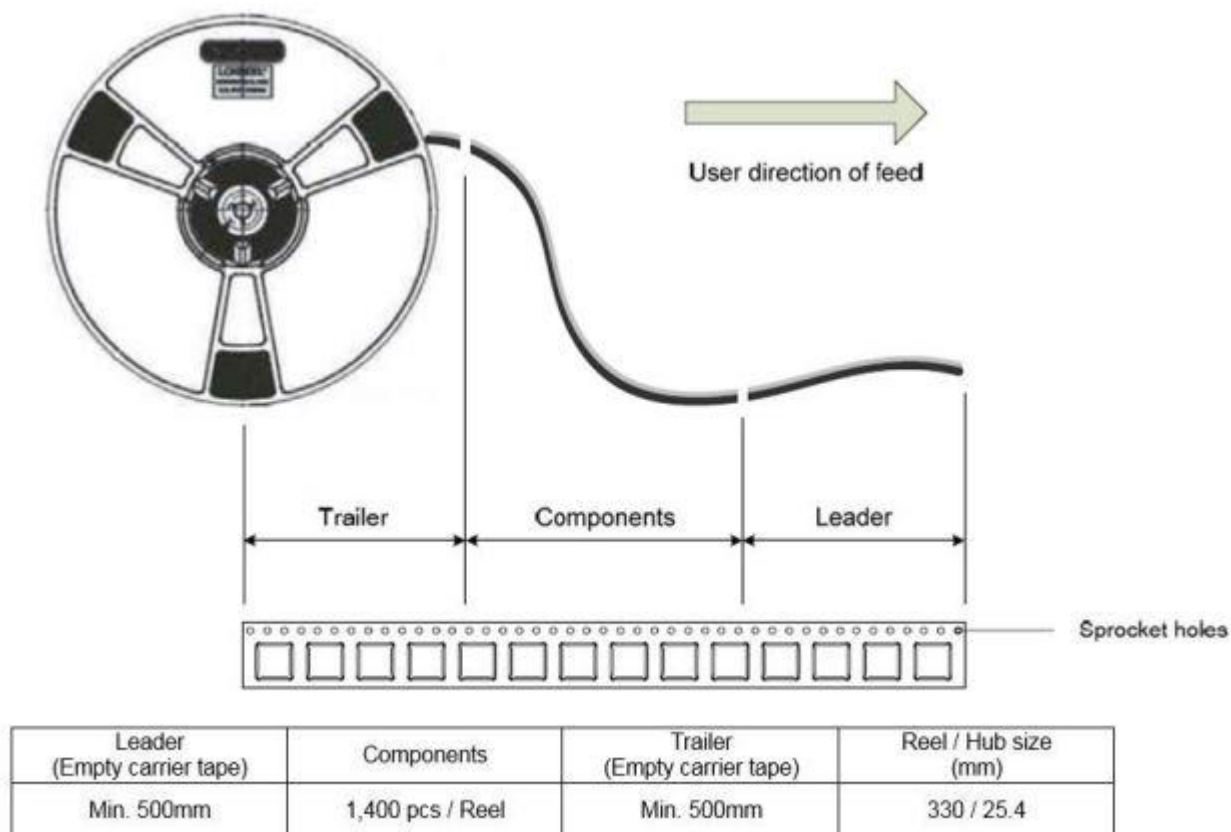 User direction of feed
Trailer
Components
Leader
Sprocket holes
Leader
(Empty carrier tape)
Components
Trailer
(Empty carrier tape)
Reel / Hub size
(mm)
Min. 500mm
1,400 pcs / Reel
Min. 500mm
330 / 25.4